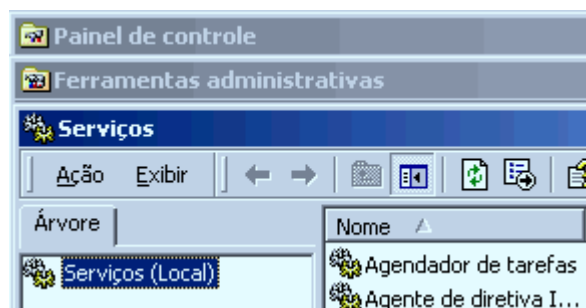 Painel de controle
Ferramentas administrativas
Serviços
Ação Exibir
Árvore
Nome
Serviços (Local)
Agendador de tarefas
Agente de diretiva I...